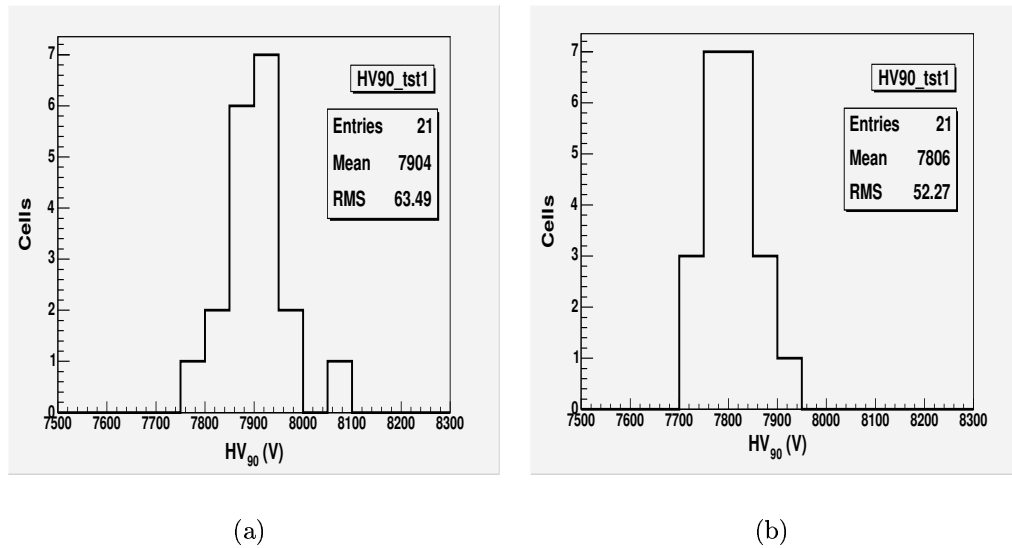 HV90_tst1
Entries 21
Mean 7904
RMS 63.49
Cells
7
6
5
4
3
2
1
0
7500 7600 7700 7800 7900 8000 8100 8200 8300
HV90 (V)
(a)
HV90_tst1
Entries 21
Mean 7806
RMS 52.27
Cells
7
6
5
4
3
2
1
0
7500 7600 7700 7800 7900 8000 8100 8200 8300
HV90 (V)
(b)